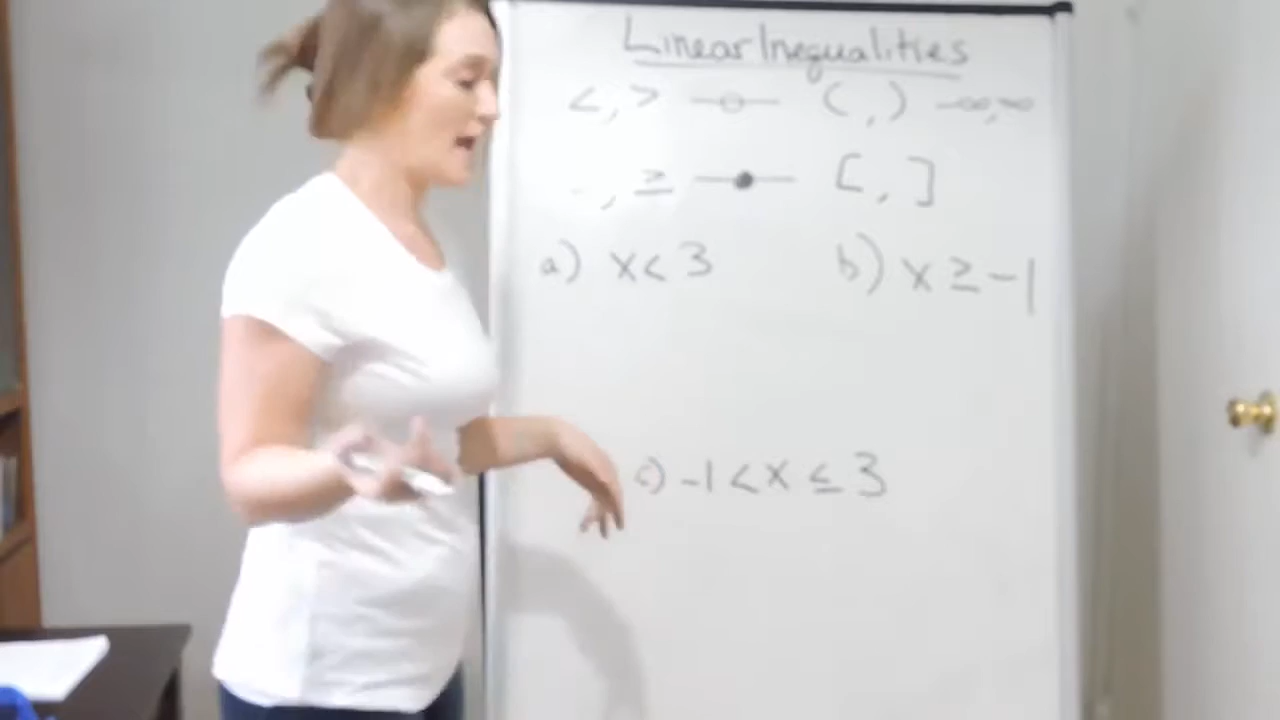 Linear Inequalities
<, > —○— ( , ) -∞, ∞
, ≥ —●— [ , ]
a) x < 3 b) x ≥ -1
c) -1 < x ≤ 3